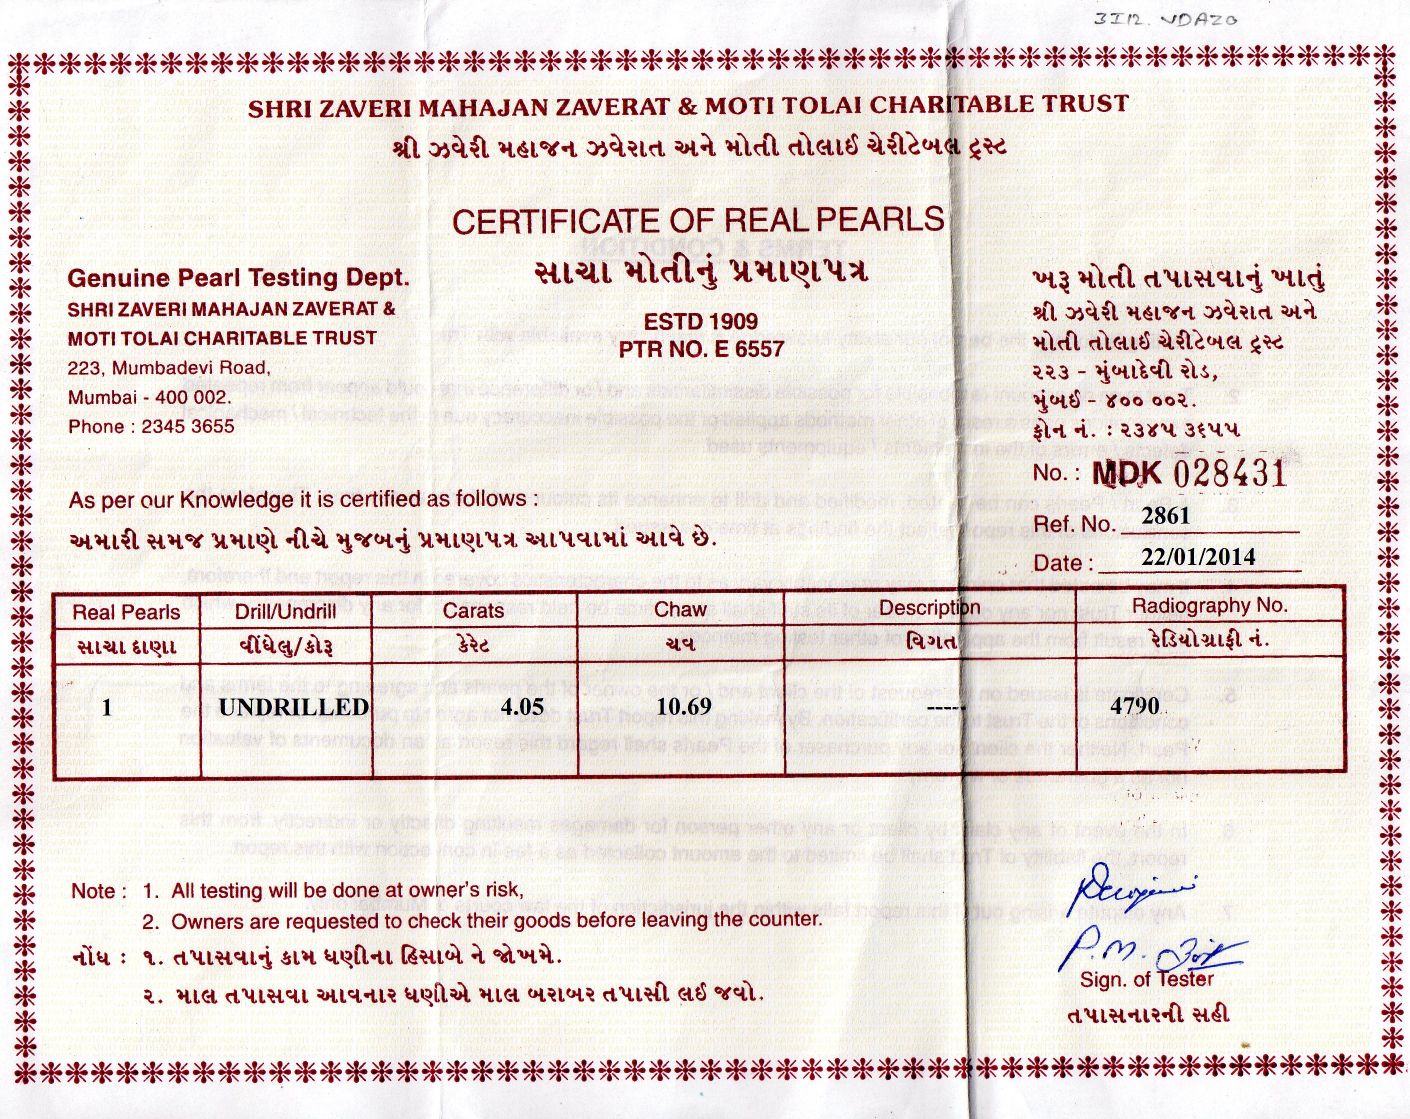 SHRI ZAVERI MAHAJAN ZAVERAT & MOTI TOLAI CHARITABLE TRUST
શ્રી ઝવેરી મહાજન ઝવેરાત અને મોતી તોલાઈ ચેરીટેબલ ટ્રસ્ટ
CERTIFICATE OF REAL PEARLS
સાચા મોતીનું પ્રમાણપત્ર
ESTD 1909
PTR NO. E 6557
Genuine Pearl Testing Dept.
SHRI ZAVERI MAHAJAN ZAVERAT &
MOTI TOLAI CHARITABLE TRUST
223, Mumbadevi Road,
Mumbai - 400 002.
Phone : 2345 3655
ખરૂ મોતી તપાસવાનું ખાતું
શ્રી ઝવેરી મહાજન ઝવેરાત અને
મોતી તોલાઈ ચેરીટેબલ ટ્રસ્ટ
૨૨૩ - મુંબાદેવી રોડ,
મુંબઈ - ૪૦૦ ૦૦૨.
ફોન નં. : ૨૩૪૫ ૩૬૫૫
No. : MDK 028431
Ref. No. 2861
Date : 22/01/2014
As per our Knowledge it is certified as follows :
અમારી સમજ પ્રમાણે નીચે મુજબનું પ્રમાણપત્ર આપવામાં આવે છે.
Real Pearls Drill/Undrill Carats Chaw Description Radiography No.
સાચા દાણા વીંધેલુ/કોરૂ કેરેટ ચવ વિગત રેડિયોગ્રાફી નં.
1 UNDRILLED 4.05 10.69 ----- 4790
Note : 1. All testing will be done at owner's risk,
2. Owners are requested to check their goods before leaving the counter.
નોંધ : ૧. તપાસવાનું કામ ધણીના હિસાબે ને જોખમે.
૨. માલ તપાસવા આવનાર ધણીએ માલ બરાબર તપાસી લઈ જવો.
Sign. of Tester
તપાસનારની સહી